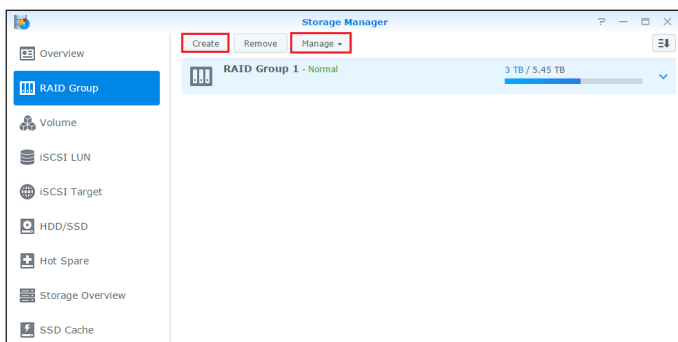 Storage Manager
Overview
RAID Group
Volume
iSCSI LUN
iSCSI Target
HDD/SSD
Hot Spare
Storage Overview
SSD Cache
Create Remove Manage
RAID Group 1 - Normal 3 TB / 5.45 TB